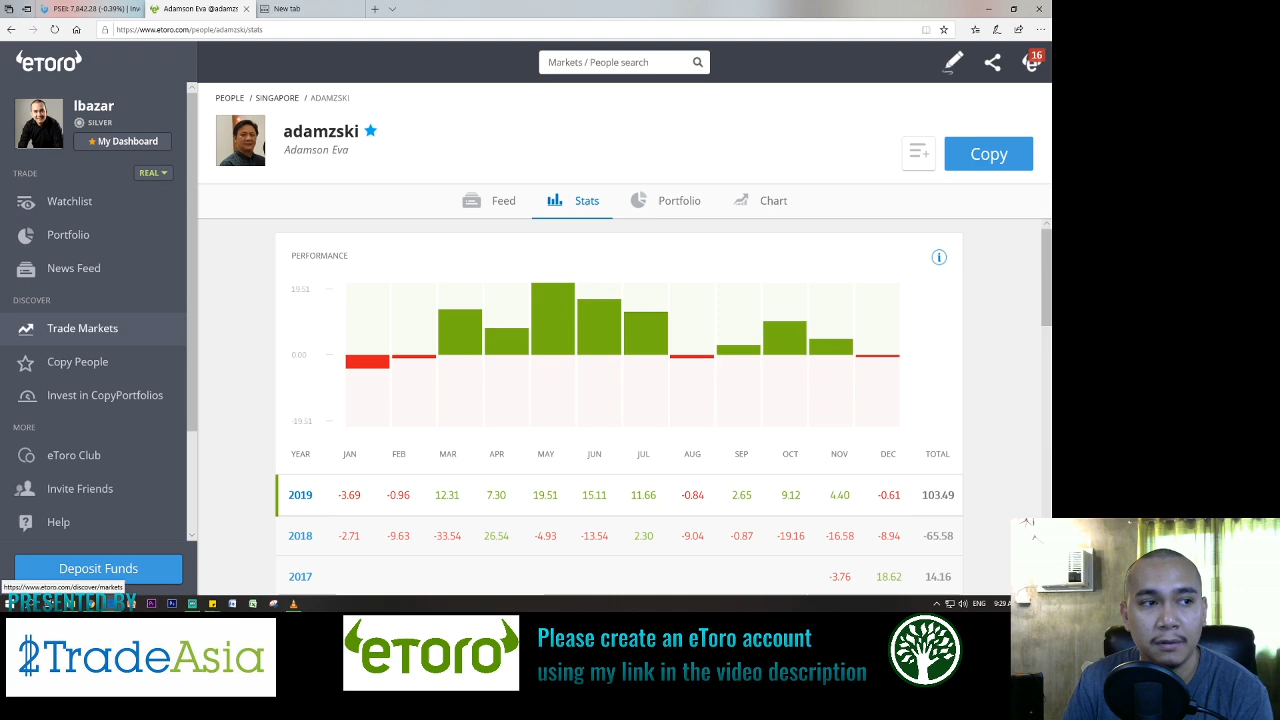 PSEi: 7,842.28 (-0.39%) | Inv
Adamson Eva @adamzs
New tab
https://www.etoro.com/people/adamzski/stats
eToro
Markets / People search
16
lbazar
SILVER
My Dashboard
TRADE
REAL
Watchlist
Portfolio
News Feed
DISCOVER
Trade Markets
Copy People
Invest in CopyPortfolios
MORE
eToro Club
Invite Friends
Help
Deposit Funds
https://www.etoro.com/discover/markets
PEOPLE / SINGAPORE / ADAMZSKI
adamzski
Adamson Eva
Copy
Feed Stats Portfolio Chart
PERFORMANCE
19.51
0.00
-19.51
YEAR JAN FEB MAR APR MAY JUN JUL AUG SEP OCT NOV DEC TOTAL
2019 -3.69 -0.96 12.31 7.30 19.51 15.11 11.66 -0.84 2.65 9.12 4.40 -0.61 103.49
2018 -2.71 -9.63 -33.54 26.54 -4.93 -13.54 2.30 -9.04 -0.87 -19.16 -16.58 -8.94 -65.58
2017 -3.76 18.62 14.16
ENG 9:29 A
PRESENTED BY
2TradeAsia
eToro
Please create an eToro account
using my link in the video description